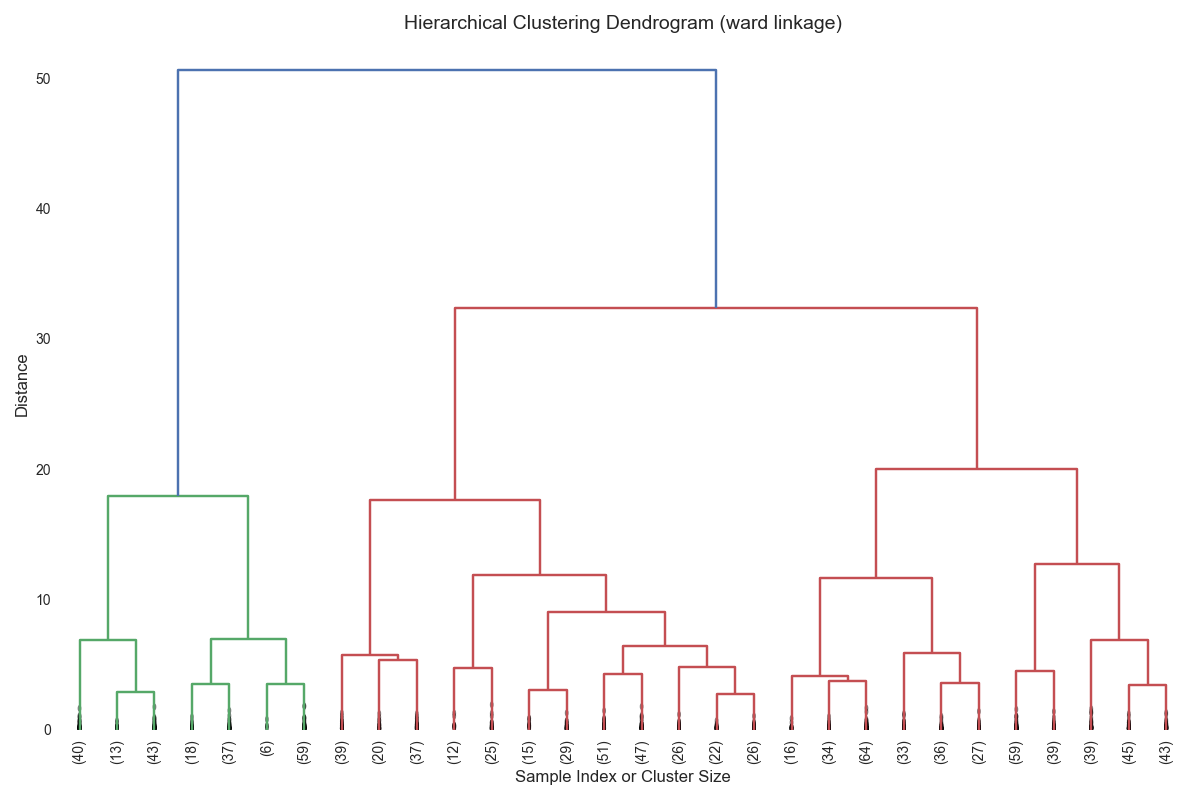 Hierarchical Clustering Dendrogram (ward linkage)
50
40
30
20
10
0
Distance
(40) (13) (43) (18) (37) (6) (59) (39) (20) (37) (12) (25) (15) (29) (51) (47) (26) (22) (26) (16) (34) (64) (33) (36) (27) (59) (39) (39) (45) (43)
Sample Index or Cluster Size